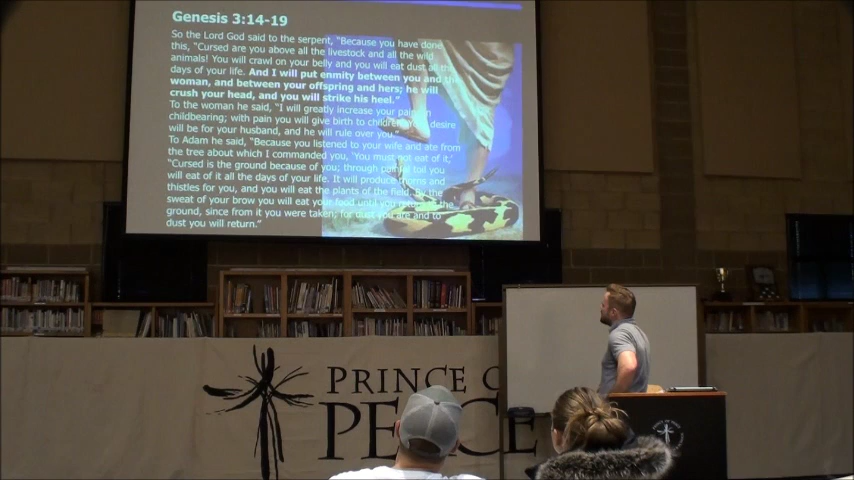 Genesis 3:14-19
So the Lord God said to the serpent, "Because you have done
this, "Cursed are you above all the livestock and all the wild
animals! You will crawl on your belly and you will eat dust all the
days of your life. And I will put enmity between you and the
woman, and between your offspring and hers; he will
crush your head, and you will strike his heel."
To the woman he said, "I will greatly increase your pains in
childbearing; with pain you will give birth to children. Your desire
will be for your husband, and he will rule over you."
To Adam he said, "Because you listened to your wife and ate from
the tree about which I commanded you, 'You must not eat of it,'
"Cursed is the ground because of you; through painful toil you
will eat of it all the days of your life. It will produce thorns and
thistles for you, and you will eat the plants of the field. By the
sweat of your brow you will eat your food until you return to the
ground, since from it you were taken; for dust you are and to
dust you will return."
PRINCE O
PEACE